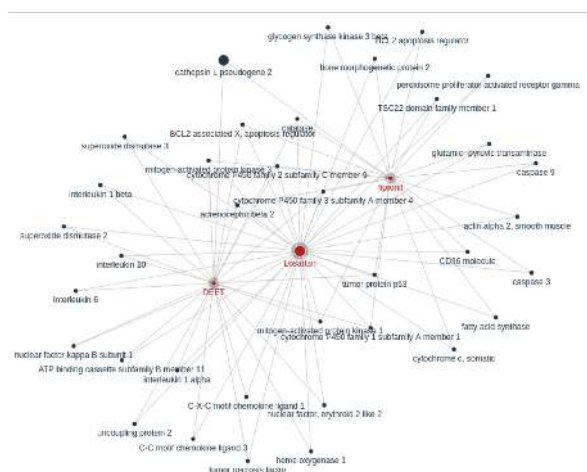 glycogen synthase kinase 3 beta
BCL2 apoptosis regulator
bone morphogenetic protein 2
cathepsin L pseudogene 2
peroxisome proliferator activated receptor gamma
TSC22 domain family member 1
catalase
BCL2 associated X, apoptosis regulator
superoxide dismutase 3
glutamic--pyruvic transaminase
mitogen-activated protein kinase 3
cytochrome P450 family 2 subfamily C member 9
caspase 9
fipronil
interleukin 1 beta
cytochrome P450 family 3 subfamily A member 4
adrenoceptor beta 2
actin alpha 2, smooth muscle
superoxide dismutase 2
Losartan
CD36 molecule
interleukin 10
caspase 3
tumor protein p53
DEET
interleukin 6
fatty acid synthase
mitogen-activated protein kinase 1
cytochrome P450 family 1 subfamily A member 1
nuclear factor kappa B subunit 1
cytochrome c, somatic
ATP binding cassette subfamily B member 11
interleukin 1 alpha
C-X-C motif chemokine ligand 1
nuclear factor, erythroid 2 like 2
uncoupling protein 2
C-C motif chemokine ligand 3
heme oxygenase 1
tumor necrosis factor